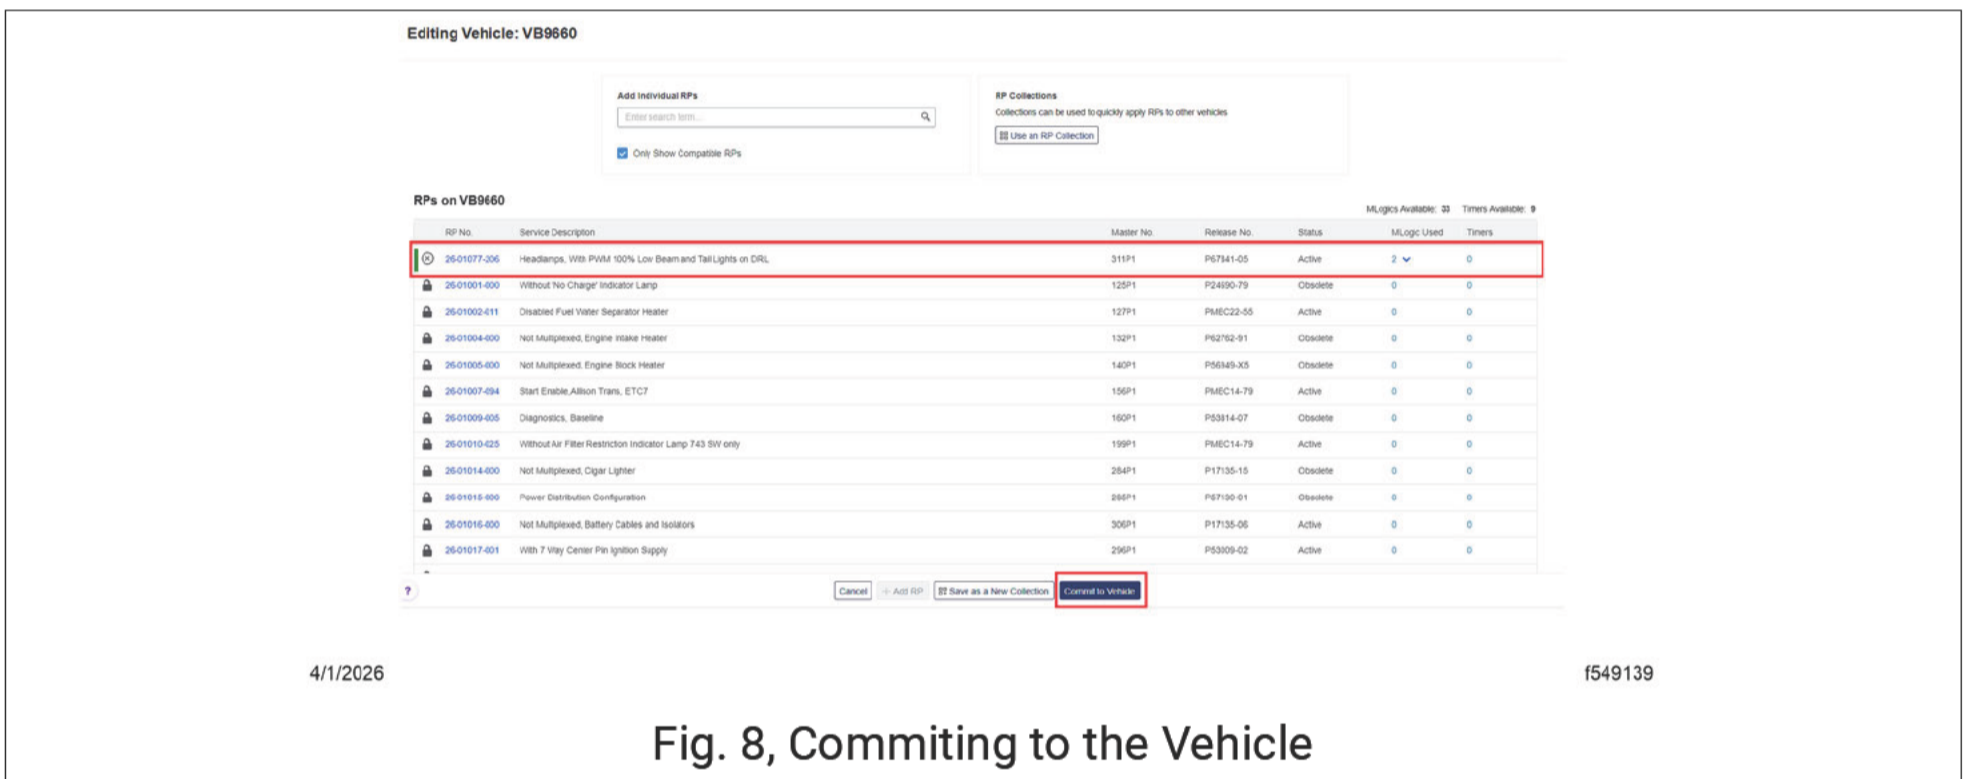 Editing Vehicle: VB9660
Add Individual RPs
Enter search term...
Only Show Compatible RPs
RP Collections
Collections can be used to quickly apply RPs to other vehicles
Use an RP Collection
RPs on VB9660
MLogics Available: 33 Timers Available: 9
RP No. Service Description Master No. Release No. Status MLogic Used Timers
26-01077-206 Headlamps, With PWM 100% Low Beam and Tail Lights on DRL 311P1 P67941-05 Active 2 0
26-01001-000 Without 'No Charge' Indicator Lamp 125P1 P24990-79 Obsolete 0 0
26-01002-011 Disabled Fuel Water Separator Heater 127P1 PMEC22-55 Active 0 0
26-01004-000 Not Multiplexed, Engine Intake Heater 132P1 P62762-91 Obsolete 0 0
26-01005-000 Not Multiplexed, Engine Block Heater 140P1 Obsolete 0 0
26-01007-094 Start Enable, Allison Trans, ETC7 156P1 PMEC14-79 Active 0 0
26-01009-005 Diagnostics, Baseline 160P1 P53814-07 Obsolete 0 0
26-01010-025 Without Air Filter Restriction Indicator Lamp 743 SW only 199P1 PMEC14-79 Active 0 0
26-01014-000 Not Multiplexed, Cigar Lighter 284P1 P17135-15 Obsolete 0 0
26-01015-000 Power Distribution Configuration 286P1 P67190-01 Obsolete 0 0
26-01016-000 Not Multiplexed, Battery Cables and Isolators 306P1 P17135-06 Active 0 0
26-01017-001 With 7 Way Center Pin Ignition Supply 296P1 P53009-02 Active 0 0
? Cancel + Add RP Save as a New Collection Commit to Vehicle
4/1/2026 f549139
Fig. 8, Commiting to the Vehicle